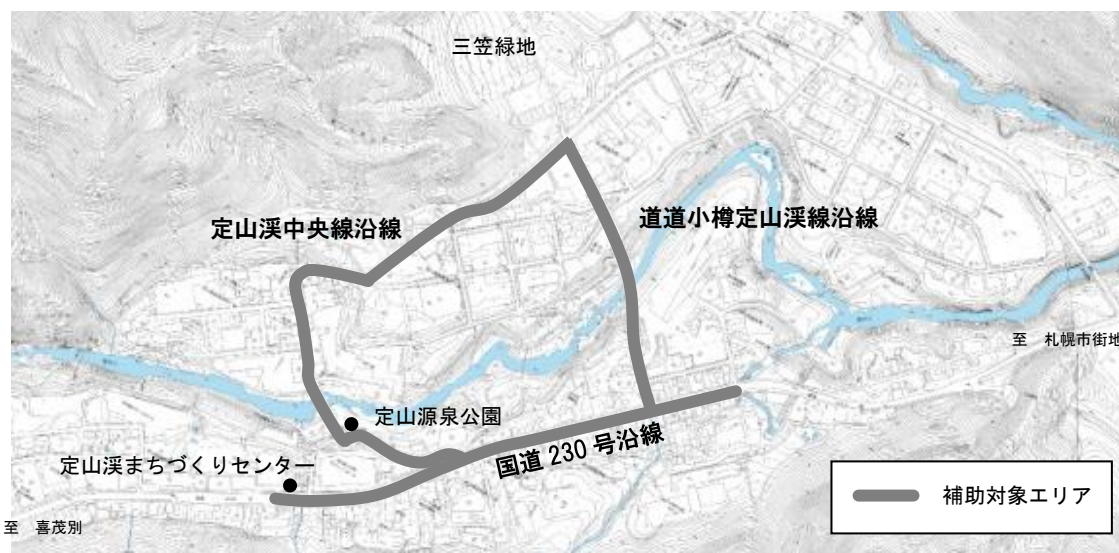 三笠緑地
定山渓中央線沿線
道道小樽定山渓線沿線
至 札幌市街地
定山源泉公園
国道230号沿線
定山渓まちづくりセンター
補助対象エリア
至 喜茂別